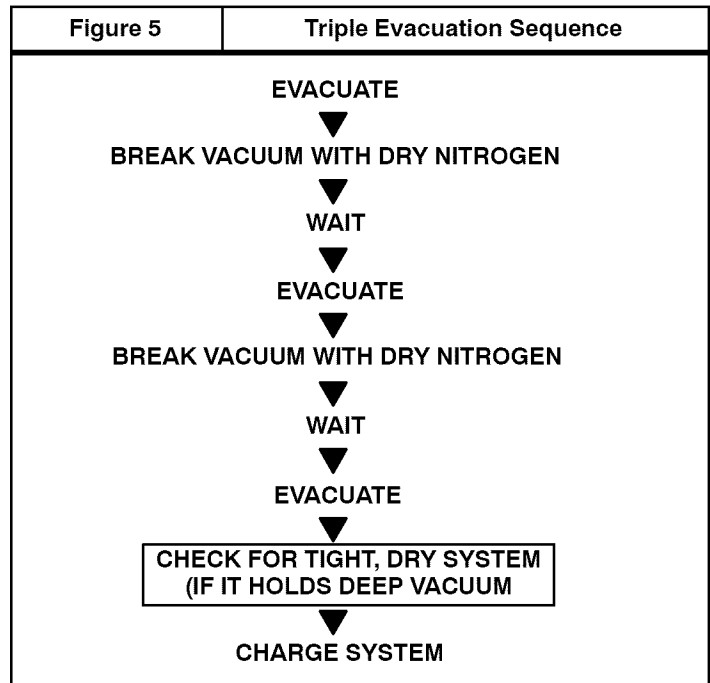 Figure 5
Triple Evacuation Sequence
EVACUATE
BREAK VACUUM WITH DRY NITROGEN
WAIT
EVACUATE
BREAK VACUUM WITH DRY NITROGEN
WAIT
EVACUATE
CHECK FOR TIGHT, DRY SYSTEM
(IF IT HOLDS DEEP VACUUM
CHARGE SYSTEM